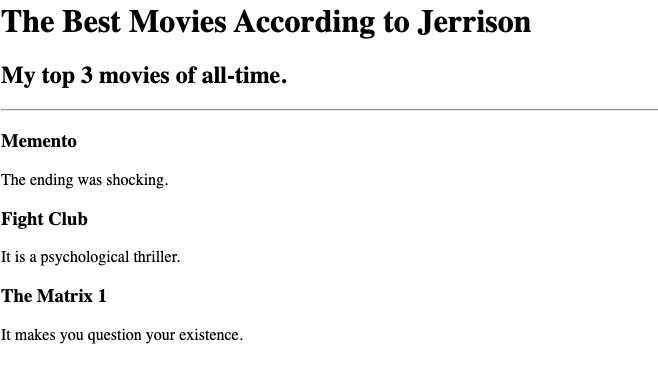 The Best Movies According to Jerrison
My top 3 movies of all-time.
Memento
The ending was shocking.
Fight Club
It is a psychological thriller.
The Matrix 1
It makes you question your existence.